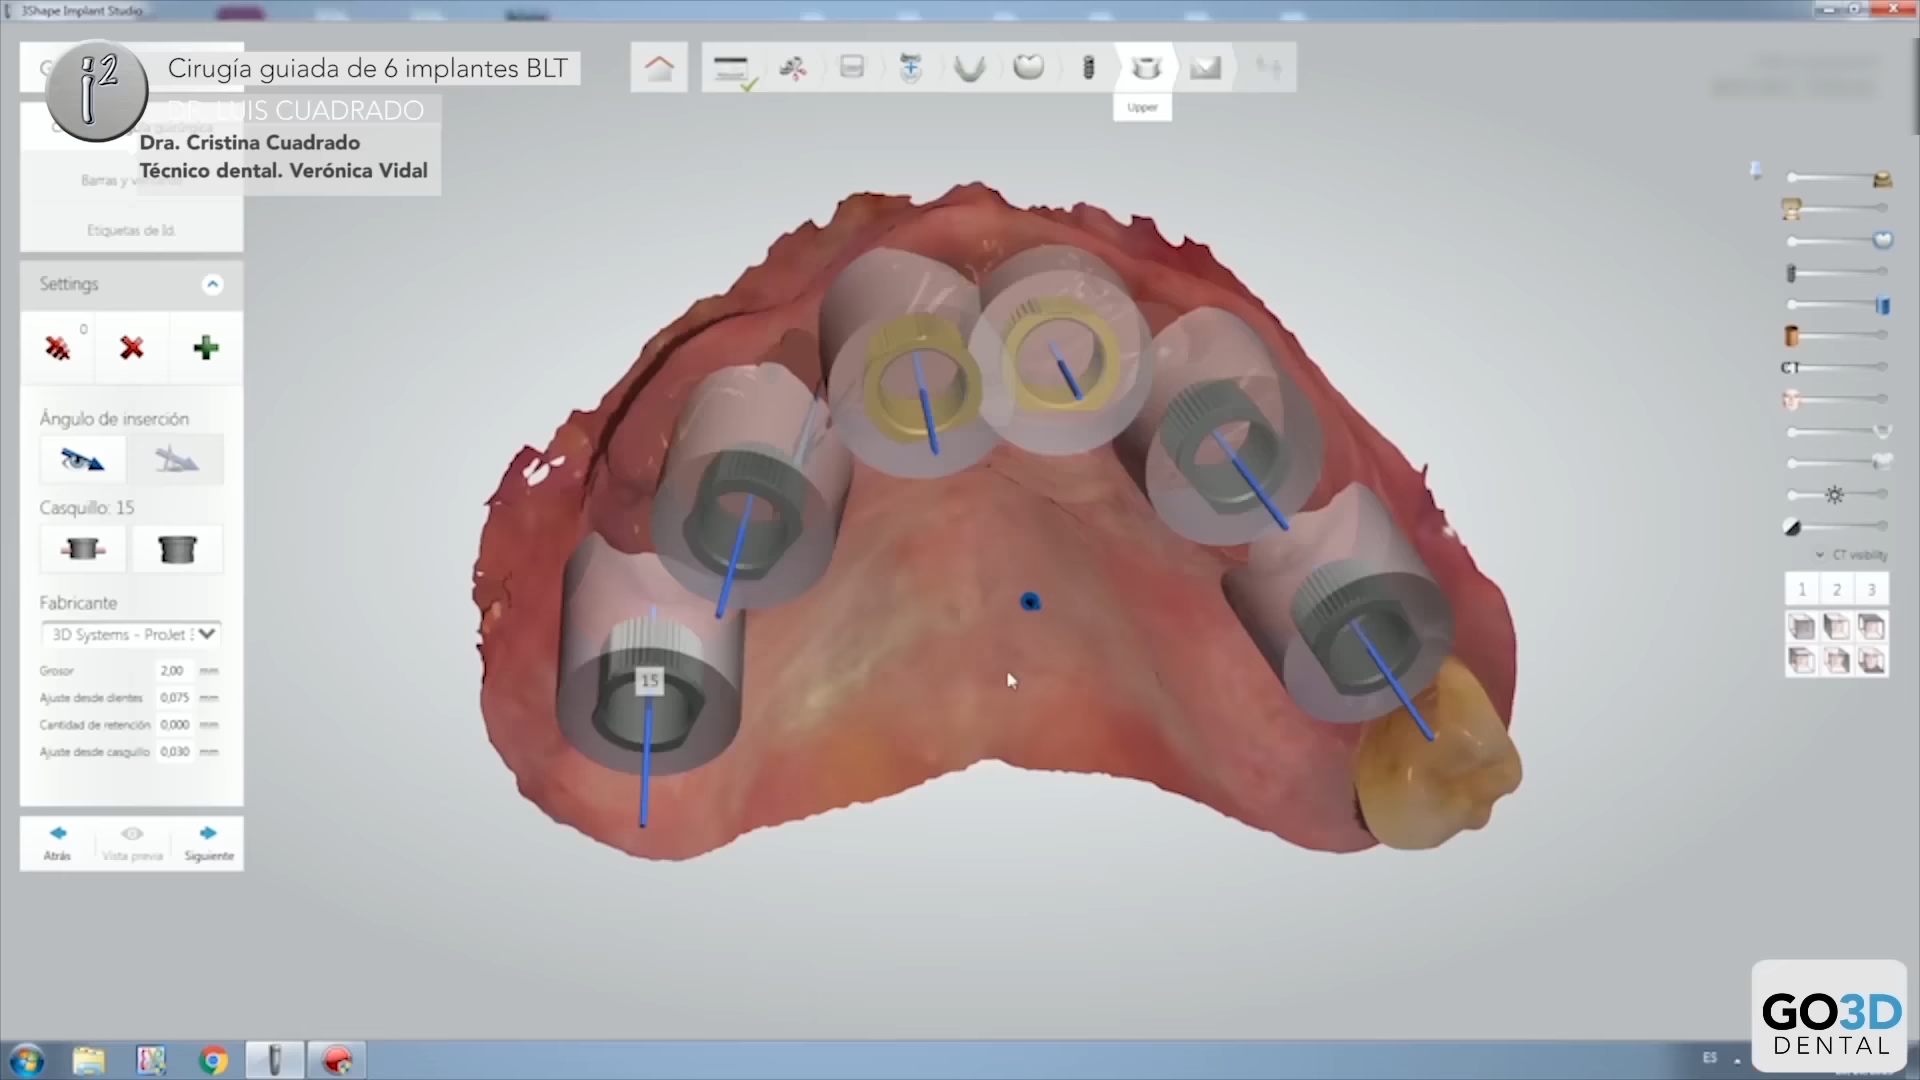 3Shape Implant Studio
i2
Cirugía guiada de 6 implantes BLT
DR. LUIS CUADRADO
Dra. Cristina Cuadrado
Técnico dental. Verónica Vidal
Barras y
Etiquetas de Id.
Settings
0
Ángulo de inserción
Casquillo: 15
Fabricante
3D Systems - ProJet
Grosor 2,00 mm
Ajuste desde dientes 0,075 mm
Cantidad de retención 0,000 mm
Ajuste desde casquillo 0,030 mm
Atrás Vista previa Siguiente
Upper
15
CT
CT visibility
1 2 3
GO3D
DENTAL
ES